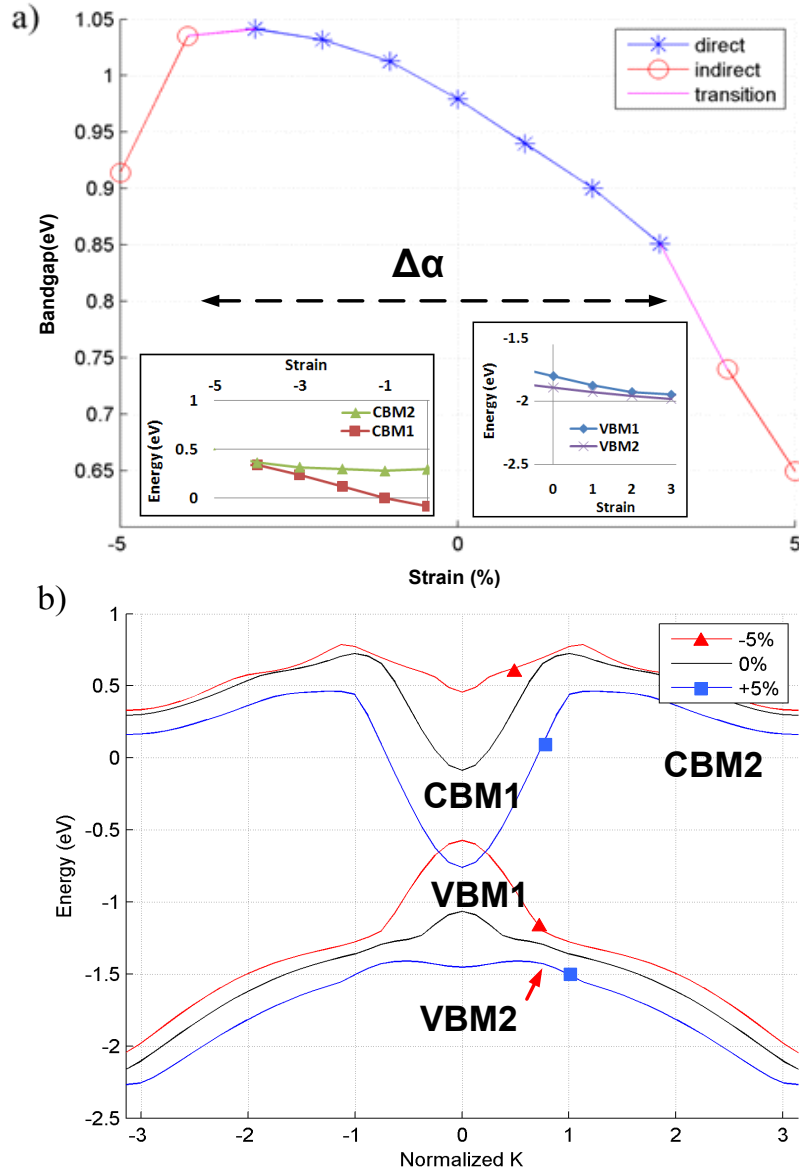 a)
1.05
1
0.95
0.9
0.85
0.8
0.75
0.7
0.65
Bandgap(eV)
direct
indirect
transition
Δα
Strain
-5 -3 -1
1
0.5
0
Energy (eV)
CBM2
CBM1
-1.5
-2
-2.5
Energy (eV)
VBM1
VBM2
0 1 2 3
Strain
-5 0 5
Strain (%)
b)
1
0.5
0
-0.5
-1
-1.5
-2
-2.5
Energy (eV)
-5%
0%
+5%
CBM2
CBM1
VBM1
VBM2
-3 -2 -1 0 1 2 3
Normalized K